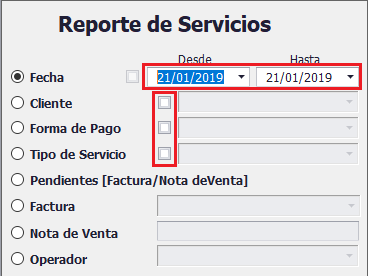 Reporte de Servicios
Desde Hasta
Fecha 21/01/2019 21/01/2019
Cliente
Forma de Pago
Tipo de Servicio
Pendientes [Factura/Nota deVenta]
Factura
Nota de Venta
Operador